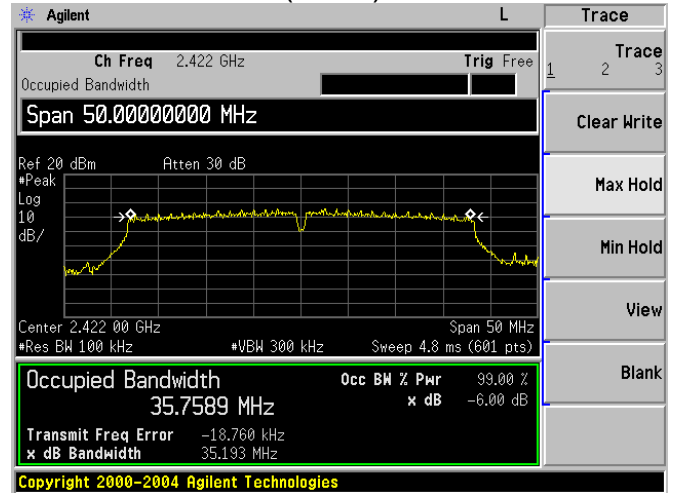 Agilent L Trace
Ch Freq 2.422 GHz Trig Free
Occupied Bandwidth
Span 50.00000000 MHz
Ref 20 dBm Atten 30 dB
#Peak
Log
10
dB/
Center 2.422 00 GHz Span 50 MHz
#Res BW 100 kHz #VBW 300 kHz Sweep 4.8 ms (601 pts)
Occupied Bandwidth Occ BW % Pwr 99.00 %
35.7589 MHz x dB -6.00 dB
Transmit Freq Error -18.760 kHz
x dB Bandwidth 35.193 MHz
Copyright 2000-2004 Agilent Technologies
Trace
1 2 3
Clear Write
Max Hold
Min Hold
View
Blank